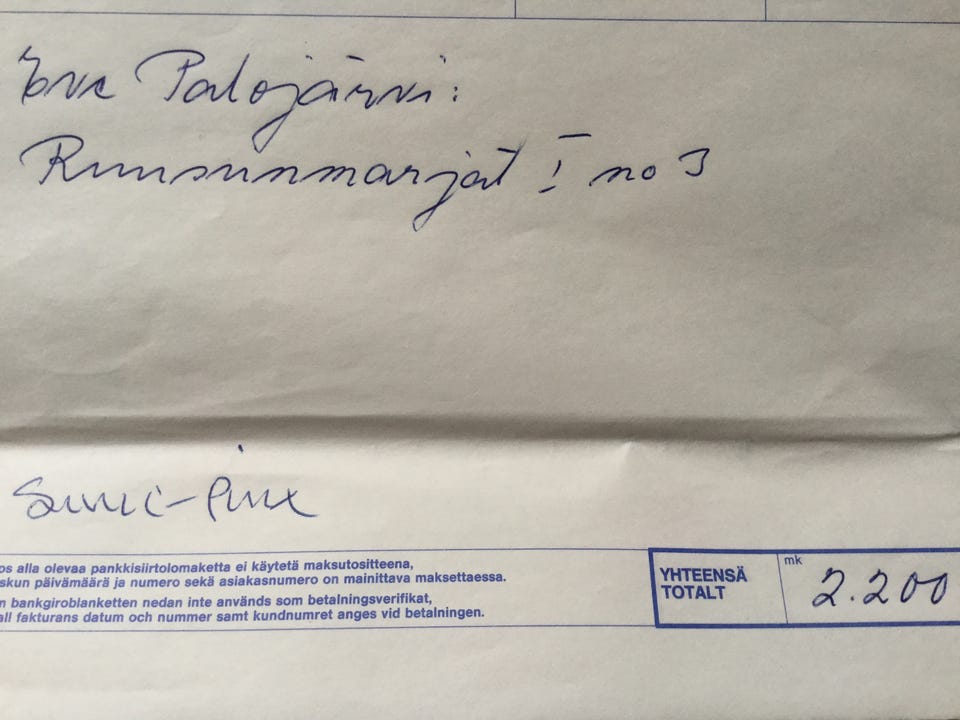 Eve Palojärvi:
Ruusunmarjat I no 3
os alla olevaa pankkisiirtolomaketta ei käytetä maksutositteena,
skun päivämäärä ja numero sekä asiakasnumero on mainittava maksettaessa.
n bankgiroblanketten nedan inte används som betalningsverifikat,
all fakturans datum och nummer samt kundnumret anges vid betalningen.
YHTEENSÄ
TOTALT
mk
2.200